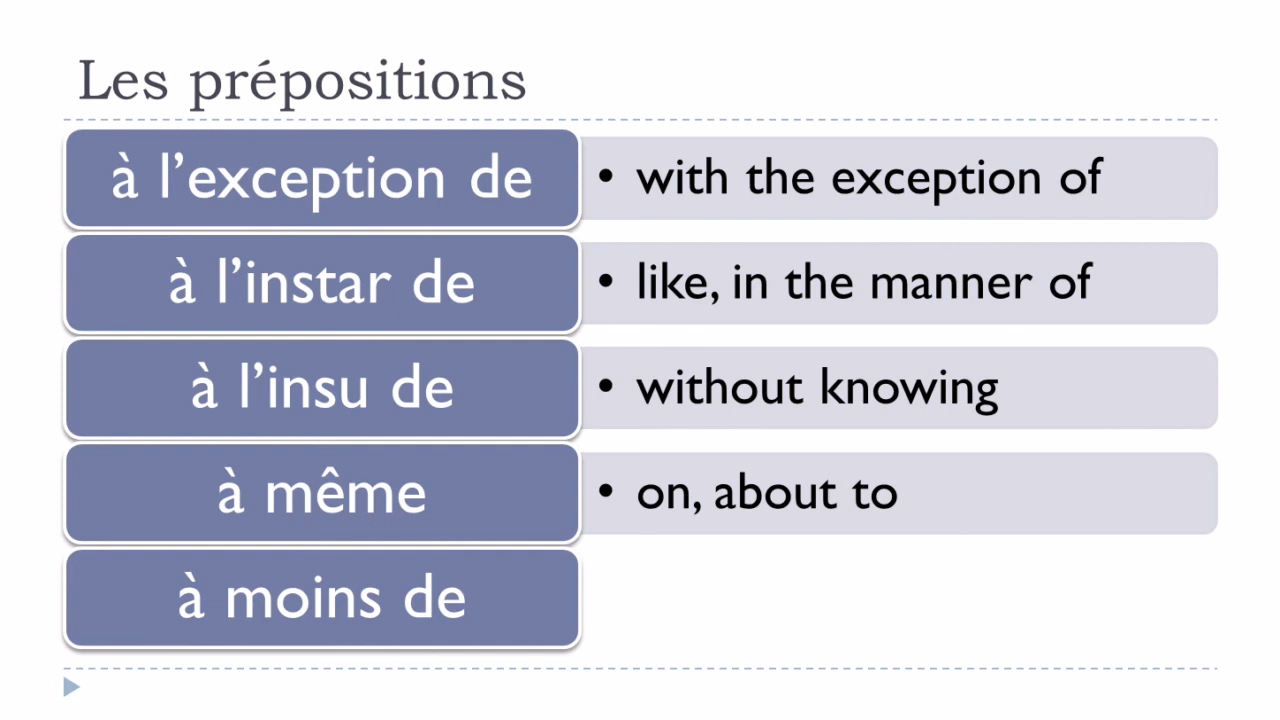 Les prépositions
à l’exception de
• with the exception of
à l’instar de
• like, in the manner of
à l’insu de
• without knowing
à même
• on, about to
à moins de